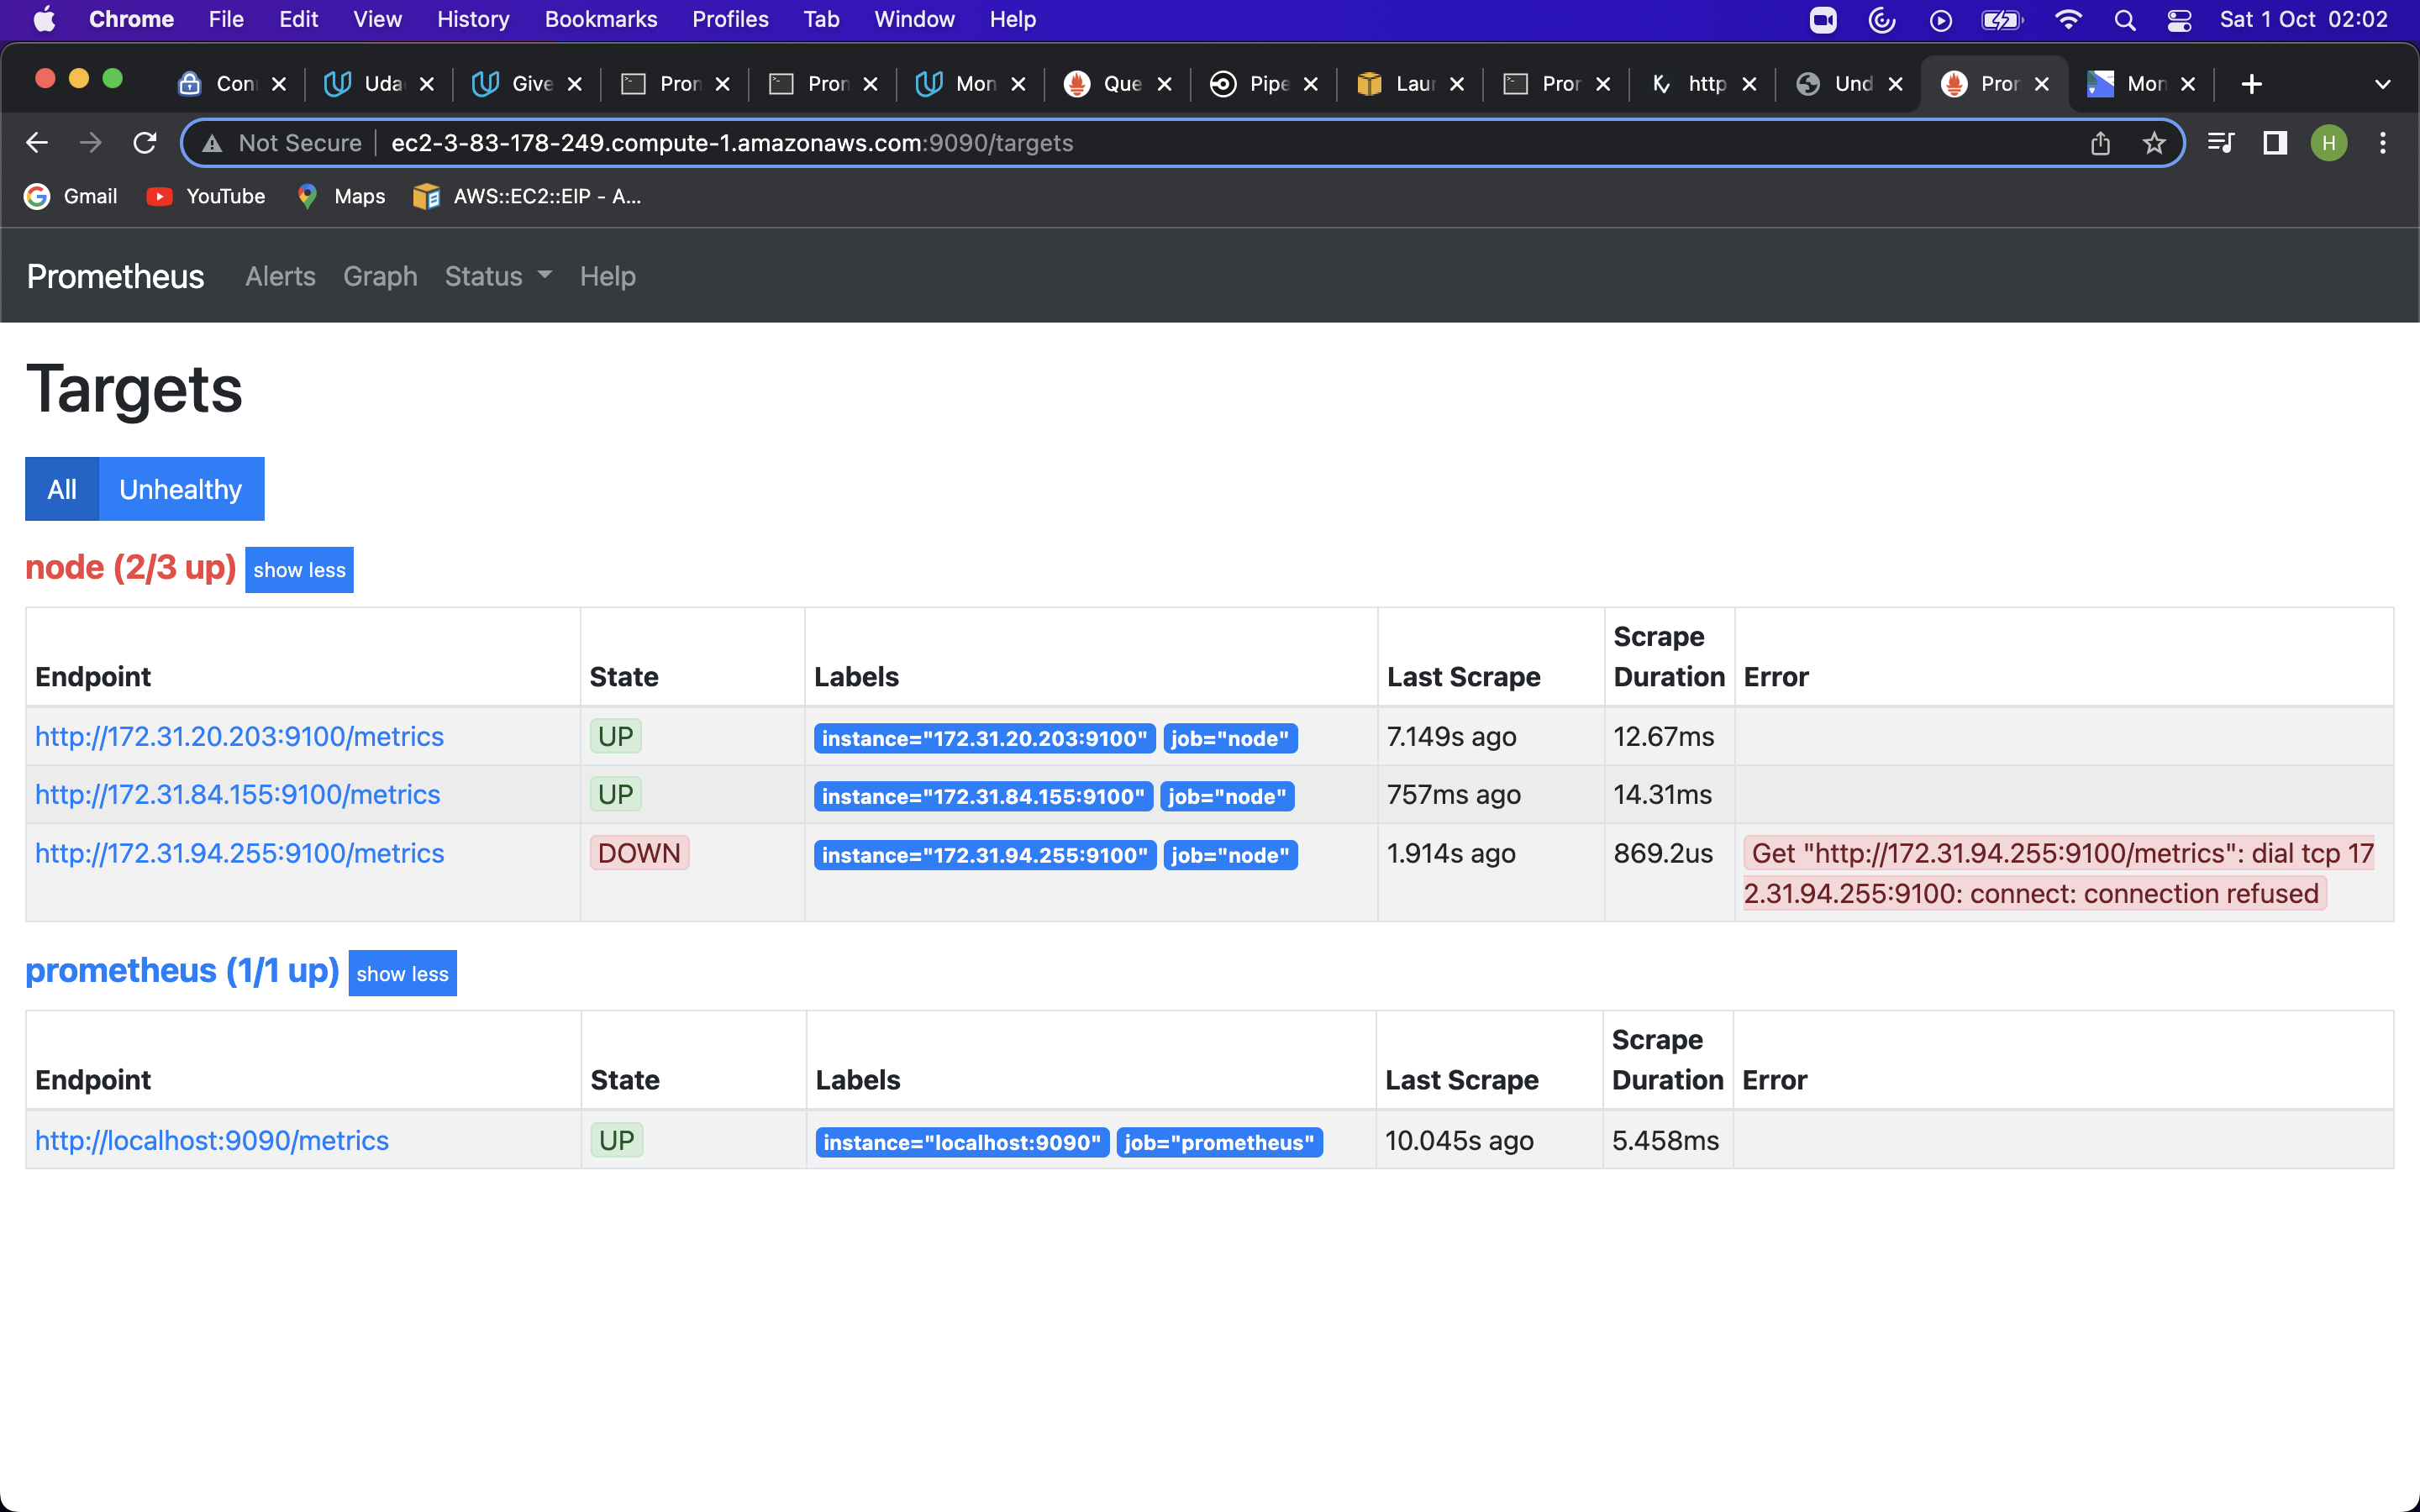 Chrome File Edit View History Bookmarks Profiles Tab Window Help Sat 1 Oct 02:02
Con Uda Give Pron Pron Mon Que Pipe Laun Pror http Und Pror Mon
Not Secure ec2-3-83-178-249.compute-1.amazonaws.com:9090/targets H
Gmail YouTube Maps AWS::EC2::EIP - A...
Prometheus Alerts Graph Status Help
Targets
All Unhealthy
node (2/3 up) show less
Endpoint State Labels Last Scrape Scrape Duration Error
http://172.31.20.203:9100/metrics UP instance="172.31.20.203:9100" job="node" 7.149s ago 12.67ms
http://172.31.84.155:9100/metrics UP instance="172.31.84.155:9100" job="node" 757ms ago 14.31ms
http://172.31.94.255:9100/metrics DOWN instance="172.31.94.255:9100" job="node" 1.914s ago 869.2us Get "http://172.31.94.255:9100/metrics": dial tcp 17
2.31.94.255:9100: connect: connection refused
prometheus (1/1 up) show less
Endpoint State Labels Last Scrape Scrape Duration Error
http://localhost:9090/metrics UP instance="localhost:9090" job="prometheus" 10.045s ago 5.458ms